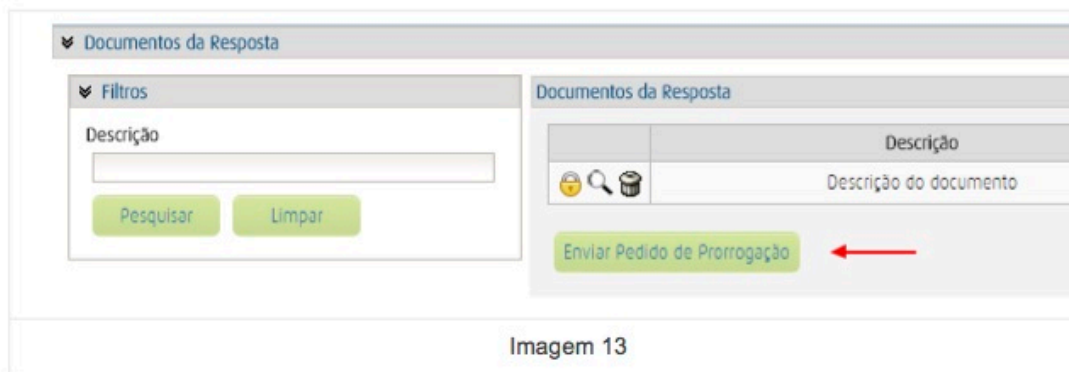 Documentos da Resposta
Filtros
Descrição
Pesquisar
Limpar
Documentos da Resposta
Descrição
Descrição do documento
Enviar Pedido de Prorrogação
Imagem 13